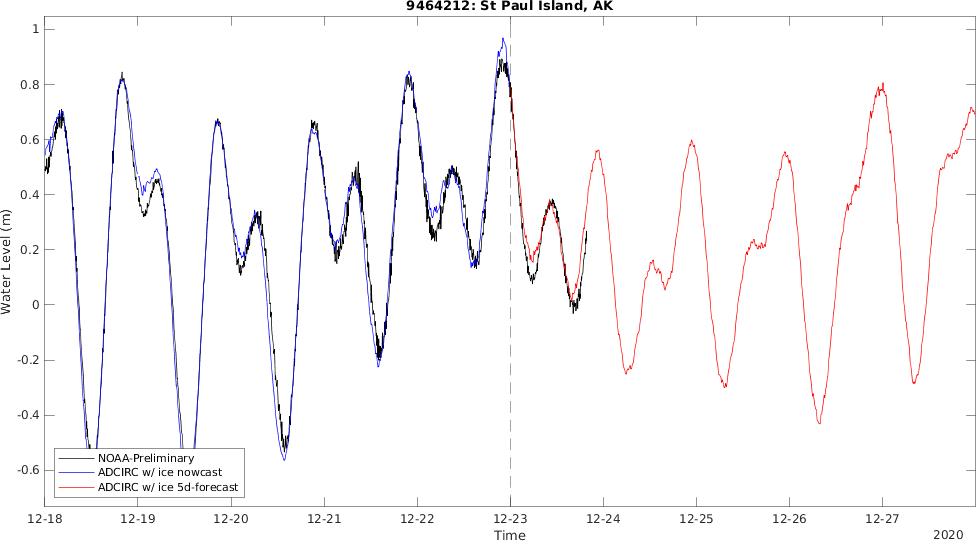 9464212: St Paul Island, AK
Water Level (m)
1
0.8
0.6
0.4
0.2
0
-0.2
-0.4
-0.6
NOAA-Preliminary
ADCIRC w/ ice nowcast
ADCIRC w/ ice 5d-forecast
12-18 12-19 12-20 12-21 12-22 12-23 12-24 12-25 12-26 12-27
Time
2020